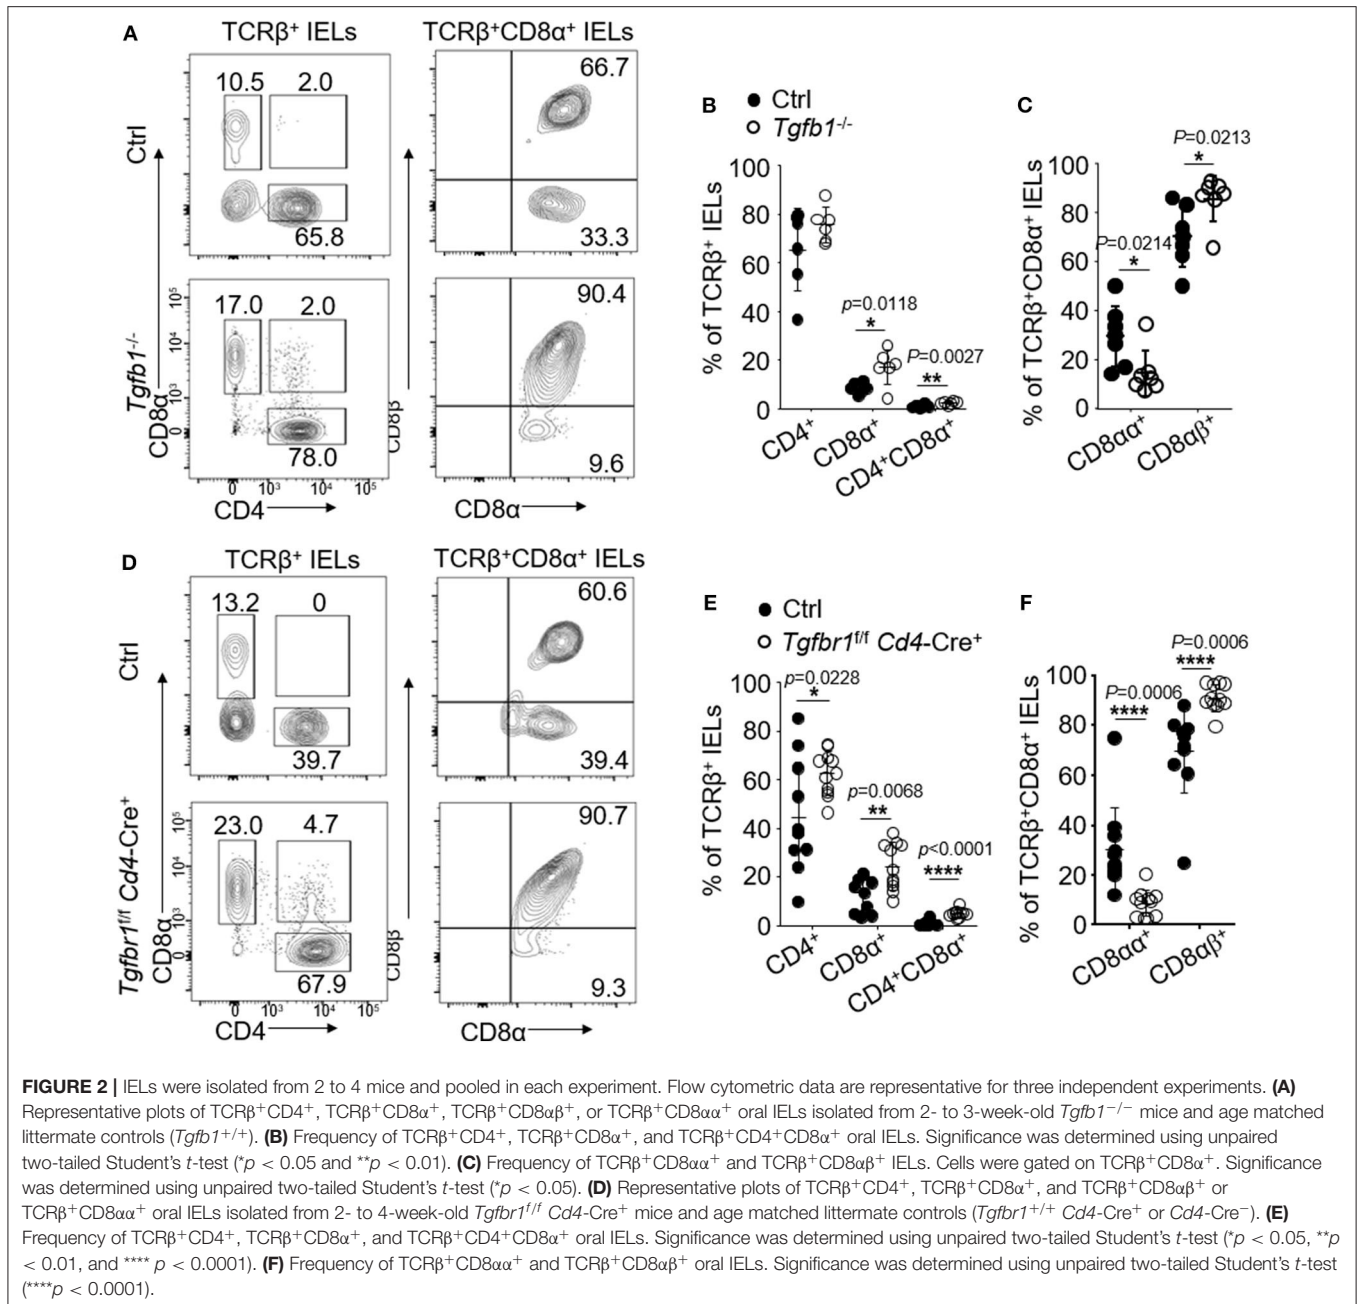 A
TCRβ⁺ IELs
TCRβ⁺CD8α⁺ IELs
Ctrl
10.5
2.0
65.8
66.7
33.3
Tgfb1⁻/⁻
CD8α
CD8β
17.0
2.0
78.0
90.4
9.6
10⁵
10⁴
10³
0
0 10³ 10⁴ 10⁵
CD4
CD8α
B
Ctrl
Tgfb1⁻/⁻
% of TCRβ⁺ IELs
100
80
60
40
20
0
p=0.0118
*
P=0.0027
**
CD4⁺
CD8α⁺
CD4⁺CD8α⁺
C
% of TCRβ⁺CD8α⁺ IELs
100
80
60
40
20
0
P=0.0213
*
P=0.0214
*
CD8αα⁺
CD8αβ⁺
D
TCRβ⁺ IELs
TCRβ⁺CD8α⁺ IELs
Ctrl
13.2
0
39.7
60.6
39.4
Tgfbr1ᶠ/ᶠ Cd4-Cre⁺
CD8α
CD8β
23.0
4.7
67.9
90.7
9.3
10⁵
10⁴
10³
0
0 10³ 10⁴ 10⁵
CD4
CD8α
E
Ctrl
Tgfbr1ᶠ/ᶠ Cd4-Cre⁺
% of TCRβ⁺ IELs
100
80
60
40
20
0
p=0.0228
*
p=0.0068
**
p<0.0001
****
CD4⁺
CD8α⁺
CD4⁺CD8α⁺
F
% of TCRβ⁺CD8α⁺ IELs
100
80
60
40
20
0
P=0.0006
****
P=0.0006
****
CD8αα⁺
CD8αβ⁺
FIGURE 2 | IELs were isolated from 2 to 4 mice and pooled in each experiment. Flow cytometric data are representative for three independent experiments. (A)
Representative plots of TCRβ⁺CD4⁺, TCRβ⁺CD8α⁺, TCRβ⁺CD8αβ⁺, or TCRβ⁺CD8αα⁺ oral IELs isolated from 2- to 3-week-old Tgfb1⁻/⁻ mice and age matched
littermate controls (Tgfb1⁺/⁺). (B) Frequency of TCRβ⁺CD4⁺, TCRβ⁺CD8α⁺, and TCRβ⁺CD4⁺CD8α⁺ oral IELs. Significance was determined using unpaired
two-tailed Student's t-test (*p < 0.05 and **p < 0.01). (C) Frequency of TCRβ⁺CD8αα⁺ and TCRβ⁺CD8αβ⁺ IELs. Cells were gated on TCRβ⁺CD8α⁺. Significance
was determined using unpaired two-tailed Student's t-test (*p < 0.05). (D) Representative plots of TCRβ⁺CD4⁺, TCRβ⁺CD8α⁺, and TCRβ⁺CD8αβ⁺ or
TCRβ⁺CD8αα⁺ oral IELs isolated from 2- to 4-week-old Tgfbr1ᶠ/ᶠ Cd4-Cre⁺ mice and age matched littermate controls (Tgfbr1⁺/⁺ Cd4-Cre⁺ or Cd4-Cre⁻). (E)
Frequency of TCRβ⁺CD4⁺, TCRβ⁺CD8α⁺, and TCRβ⁺CD4⁺CD8α⁺ oral IELs. Significance was determined using unpaired two-tailed Student's t-test (*p < 0.05, **p
< 0.01, and **** p < 0.0001). (F) Frequency of TCRβ⁺CD8αα⁺ and TCRβ⁺CD8αβ⁺ oral IELs. Significance was determined using unpaired two-tailed Student's t-test
(****p < 0.0001).